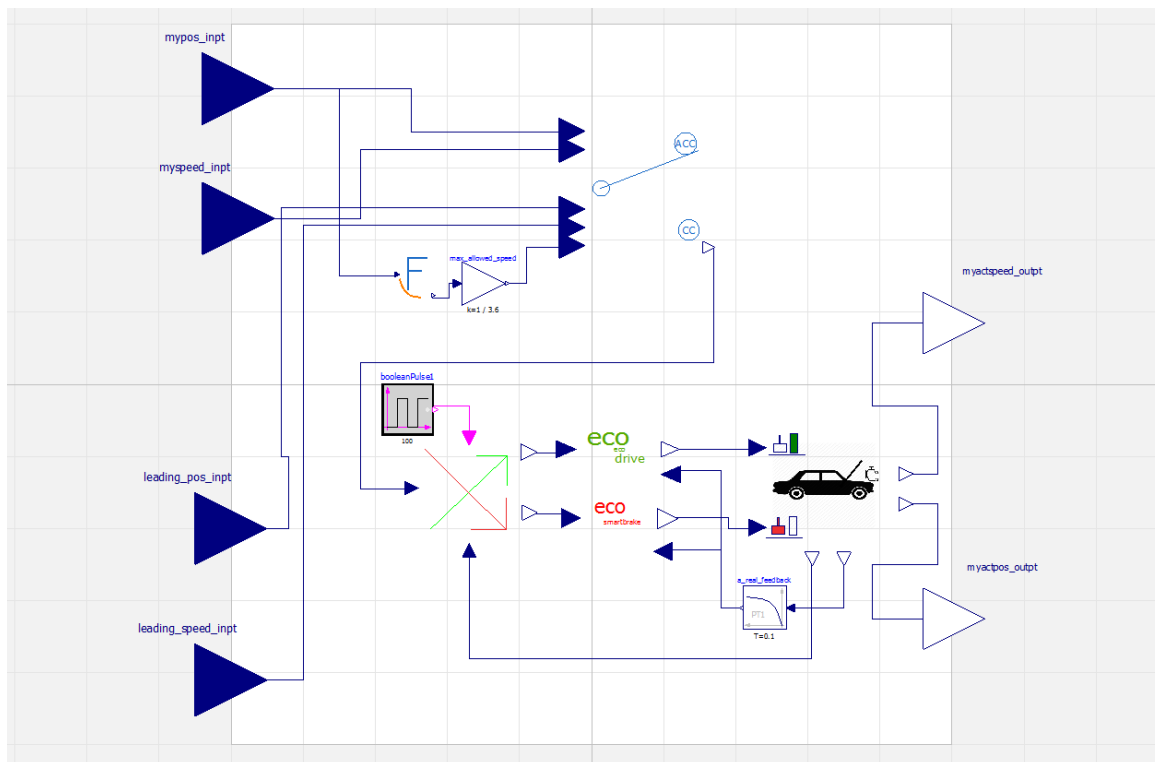 mypos_inpt
ACC
myspeed_inpt
CC
F
max_allowed_speed
k=1 / 3.6
myactspeed_outpt
booleanPulse1
100
eco
eco
drive
leading_pos_inpt
eco
smartbrake
myactpos_outpt
a_real_feedback
PT1
T=0.1
leading_speed_inpt